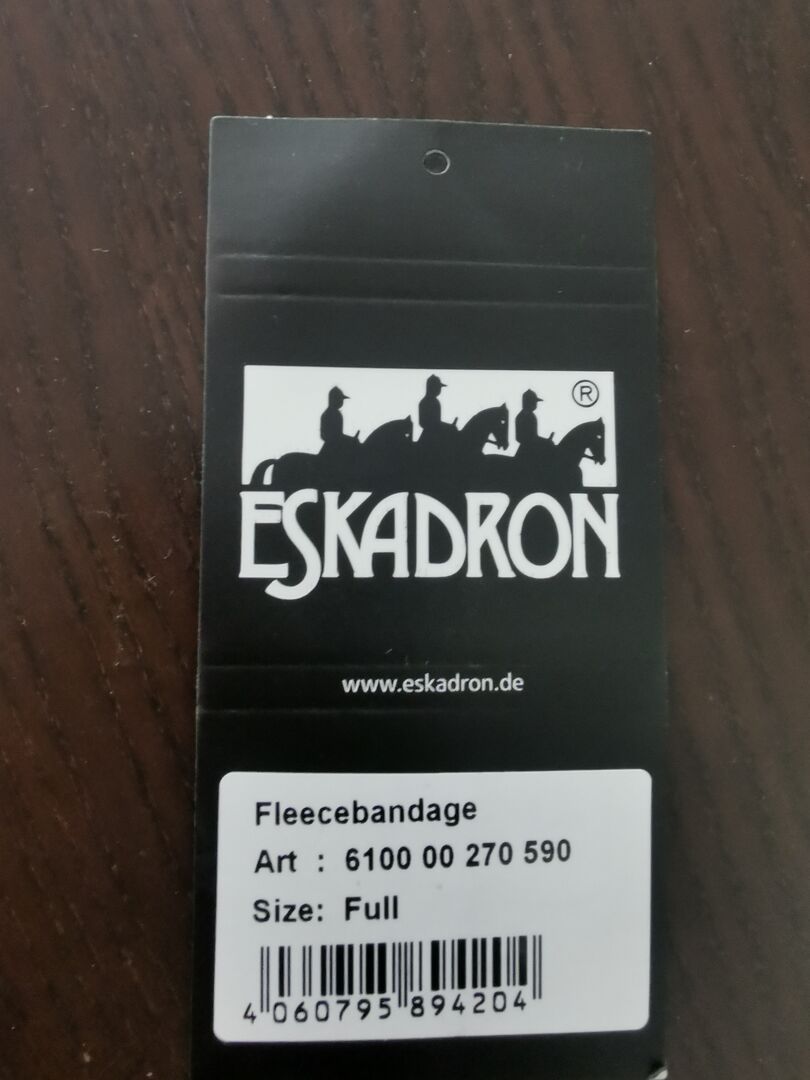 ®
ESKADRON
www.eskadron.de
Fleecebandage
Art : 6100 00 270 590
Size: Full
4 060795 894204